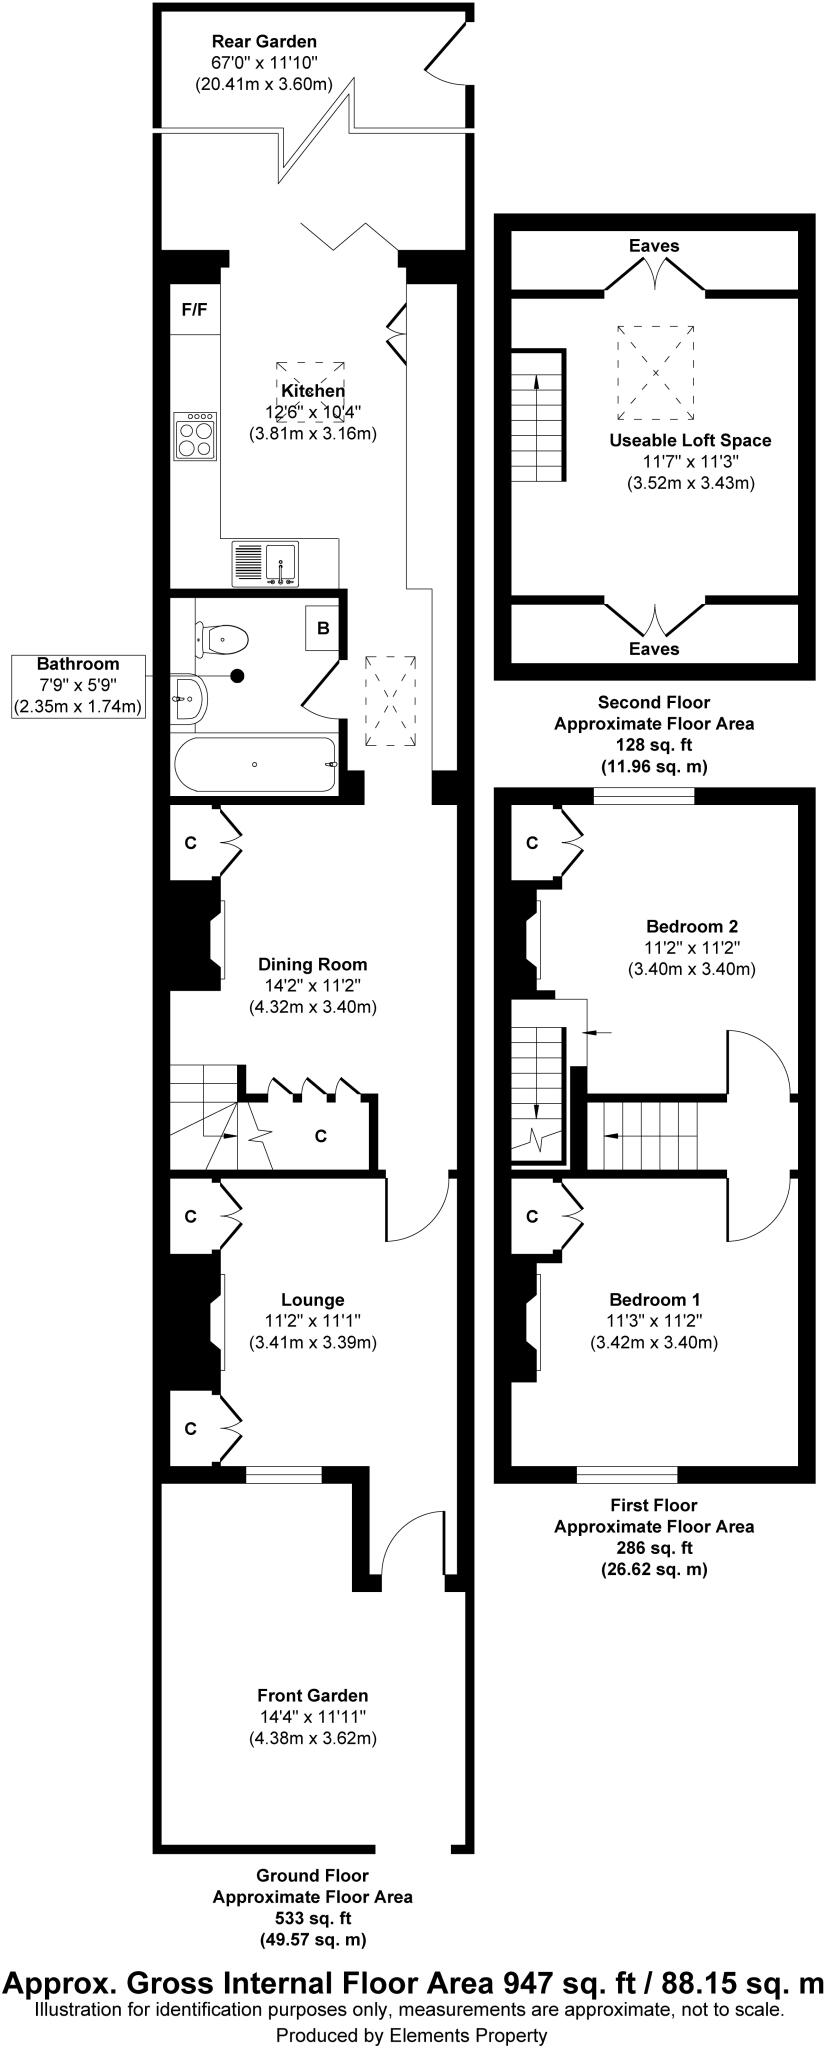 Rear Garden
67'0" x 11'10"
(20.41m x 3.60m)
F/F
Kitchen
12'6" x 10'4"
(3.81m x 3.16m)
B
Bathroom
7'9" x 5'9"
(2.35m x 1.74m)
C
Dining Room
14'2" x 11'2"
(4.32m x 3.40m)
C
C
Lounge
11'2" x 11'1"
(3.41m x 3.39m)
C
Front Garden
14'4" x 11'11"
(4.38m x 3.62m)
Ground Floor
Approximate Floor Area
533 sq. ft
(49.57 sq. m)
Eaves
Useable Loft Space
11'7" x 11'3"
(3.52m x 3.43m)
Eaves
Second Floor
Approximate Floor Area
128 sq. ft
(11.96 sq. m)
C
Bedroom 2
11'2" x 11'2"
(3.40m x 3.40m)
C
Bedroom 1
11'3" x 11'2"
(3.42m x 3.40m)
First Floor
Approximate Floor Area
286 sq. ft
(26.62 sq. m)
Approx. Gross Internal Floor Area 947 sq. ft / 88.15 sq. m
Illustration for identification purposes only, measurements are approximate, not to scale.
Produced by Elements Property